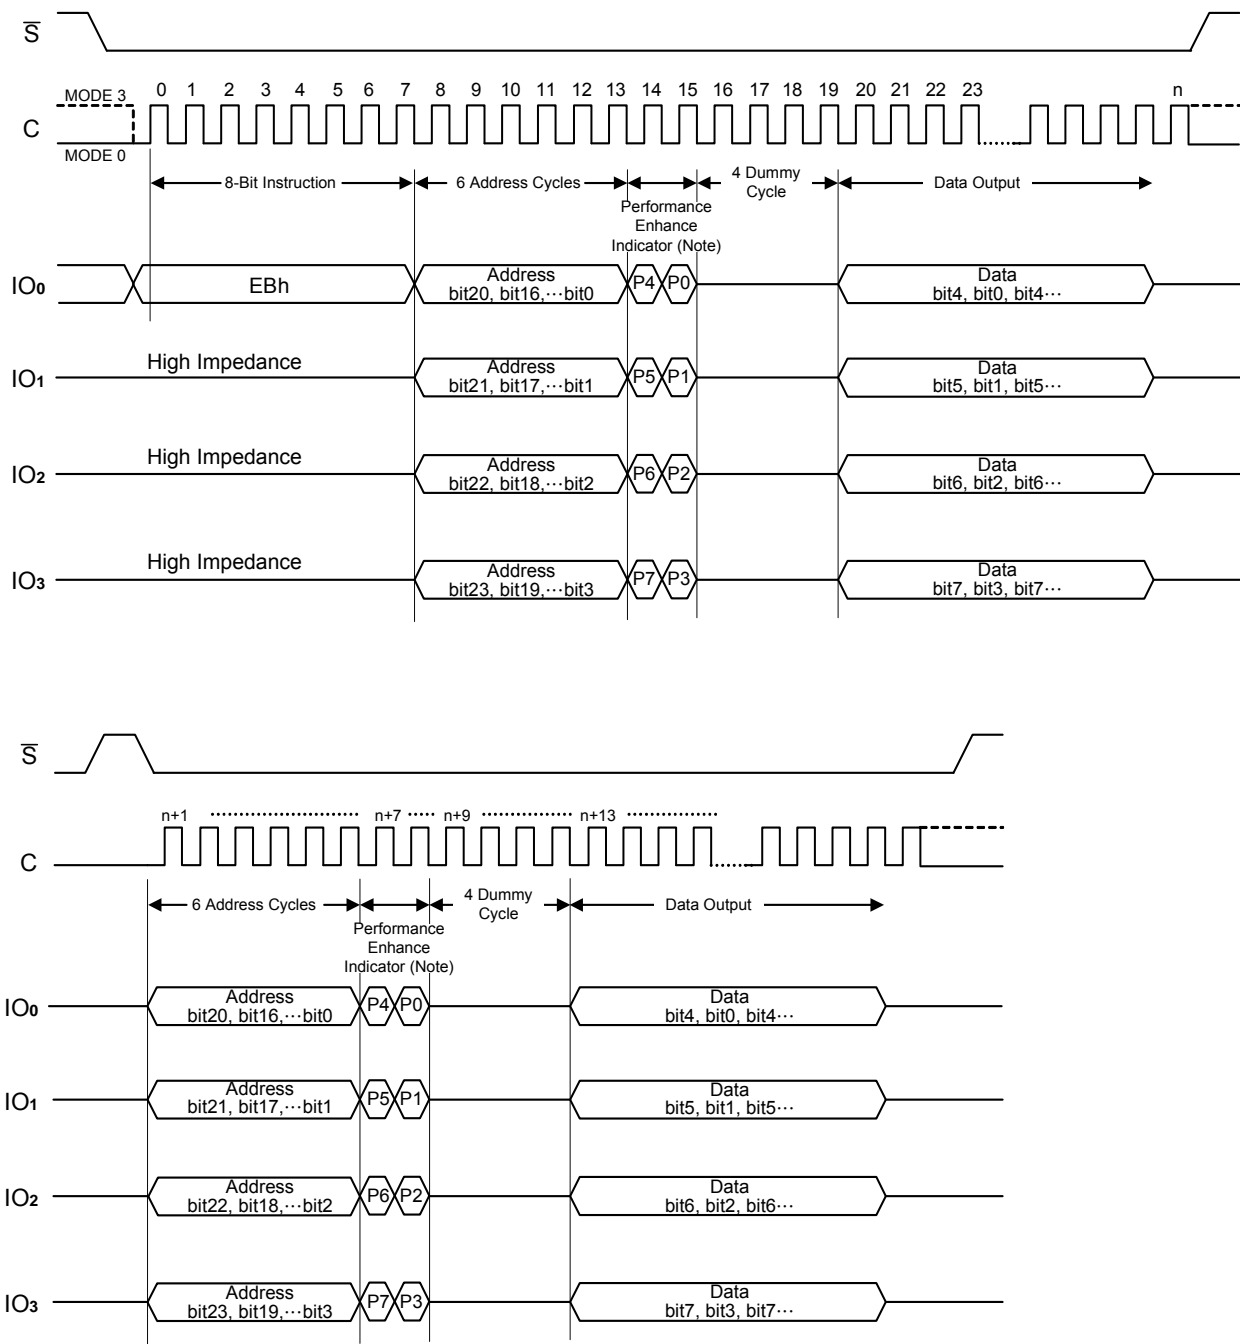 S
MODE 3
0 1 2 3 4 5 6 7 8 9 10 11 12 13 14 15 16 17 18 19 20 21 22 23 n
C
MODE 0
8-Bit Instruction
6 Address Cycles
4 Dummy
Cycle
Data Output
Performance
Enhance
Indicator (Note)
IO0
EBh
Address
bit20, bit16,···bit0
P4 P0
Data
bit4, bit0, bit4···
IO1
High Impedance
Address
bit21, bit17,···bit1
P5 P1
Data
bit5, bit1, bit5···
IO2
High Impedance
Address
bit22, bit18,···bit2
P6 P2
Data
bit6, bit2, bit6···
IO3
High Impedance
Address
bit23, bit19,···bit3
P7 P3
Data
bit7, bit3, bit7···
S
n+1 n+7 n+9 n+13
C
6 Address Cycles
4 Dummy
Cycle
Data Output
Performance
Enhance
Indicator (Note)
IO0
Address
bit20, bit16,···bit0
P4 P0
Data
bit4, bit0, bit4···
IO1
Address
bit21, bit17,···bit1
P5 P1
Data
bit5, bit1, bit5···
IO2
Address
bit22, bit18,···bit2
P6 P2
Data
bit6, bit2, bit6···
IO3
Address
bit23, bit19,···bit3
P7 P3
Data
bit7, bit3, bit7···